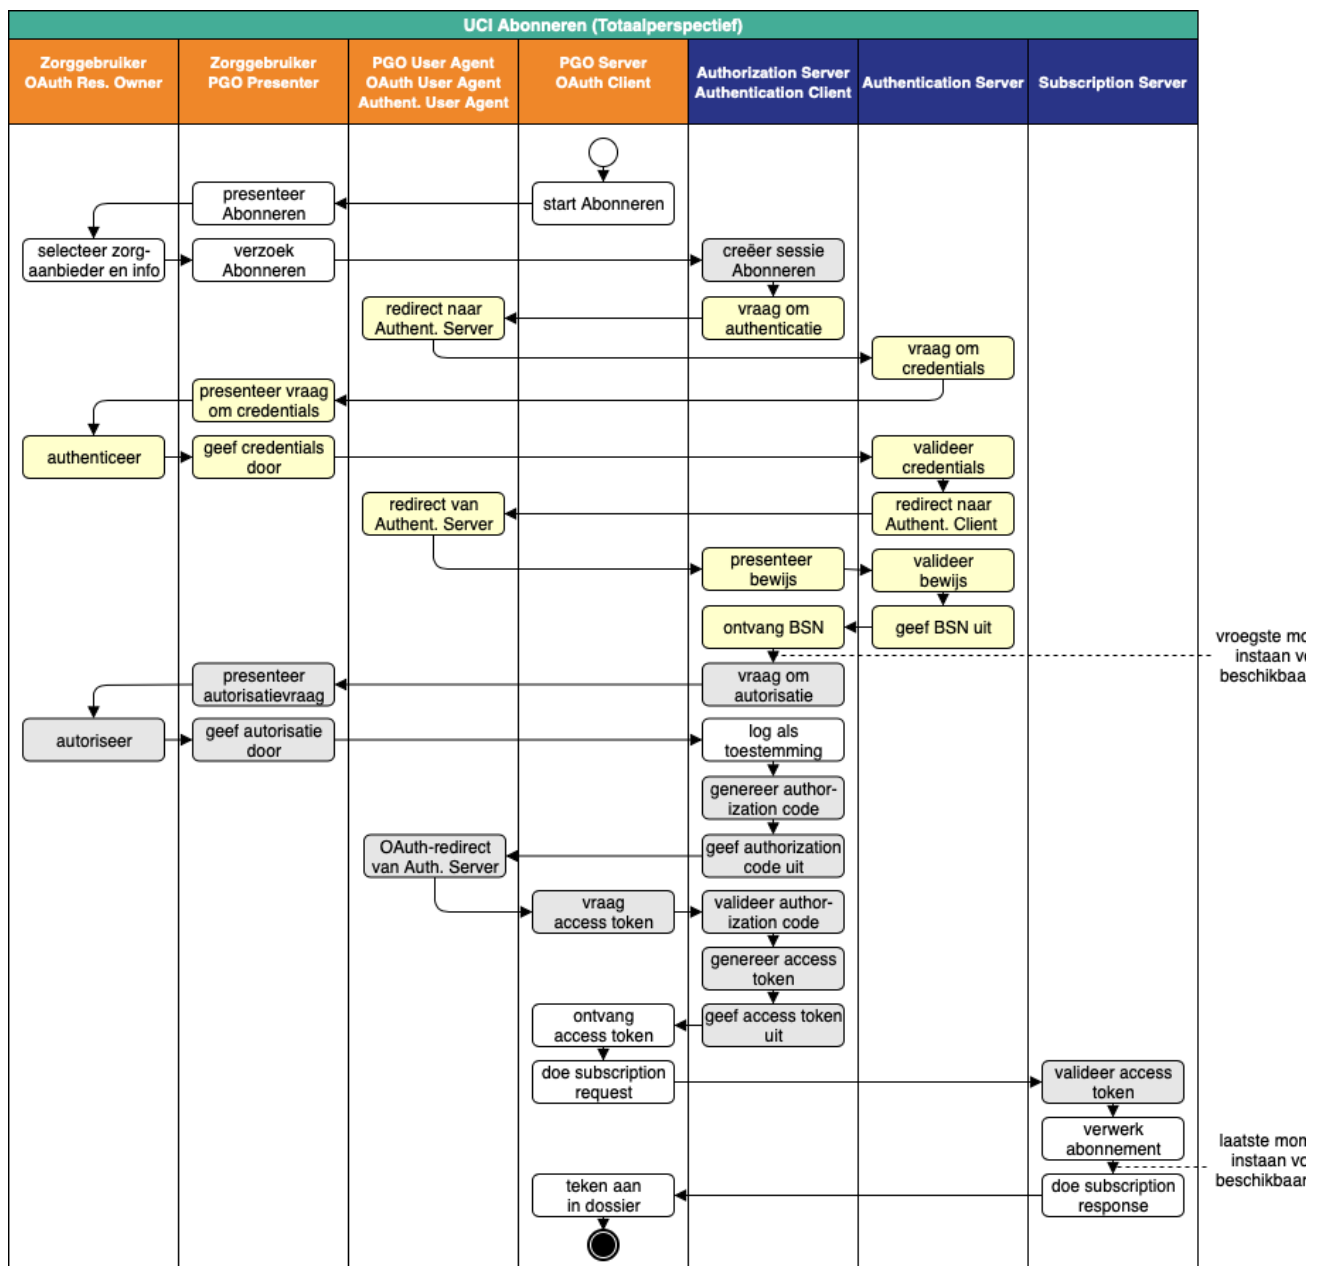 UCI Abonneren (Totaalperspectief)
Zorggebruiker
OAuth Res. Owner
Zorggebruiker
PGO Presenter
PGO User Agent
OAuth User Agent
Authent. User Agent
PGO Server
OAuth Client
Authorization Server
Authentication Client
Authentication Server
Subscription Server
presenteer
Abonneren
start Abonneren
selecteer zorg-
aanbieder en info
verzoek
Abonneren
creëer sessie
Abonneren
redirect naar
Authent. Server
vraag om
authenticatie
vraag om
credentials
presenteer vraag
om credentials
authenticeer
geef credentials
door
valideer
credentials
redirect van
Authent. Server
redirect naar
Authent. Client
presenteer
bewijs
valideer
bewijs
ontvang BSN
geef BSN uit
vroegste
instaan
presenteer
autorisatievraag
vraag om
autorisatie
autoriseer
geef autorisatie
door
log als
toestemming
genereer author-
ization code
OAuth-redirect
van Auth. Server
geef authorization
code uit
vraag
access token
valideer author-
ization code
genereer access
token
ontvang
access token
geef access token
uit
doe subscription
request
valideer access
token
verwerk
abonnement
laatste
instaan
teken aan
in dossier
doe subscription
response